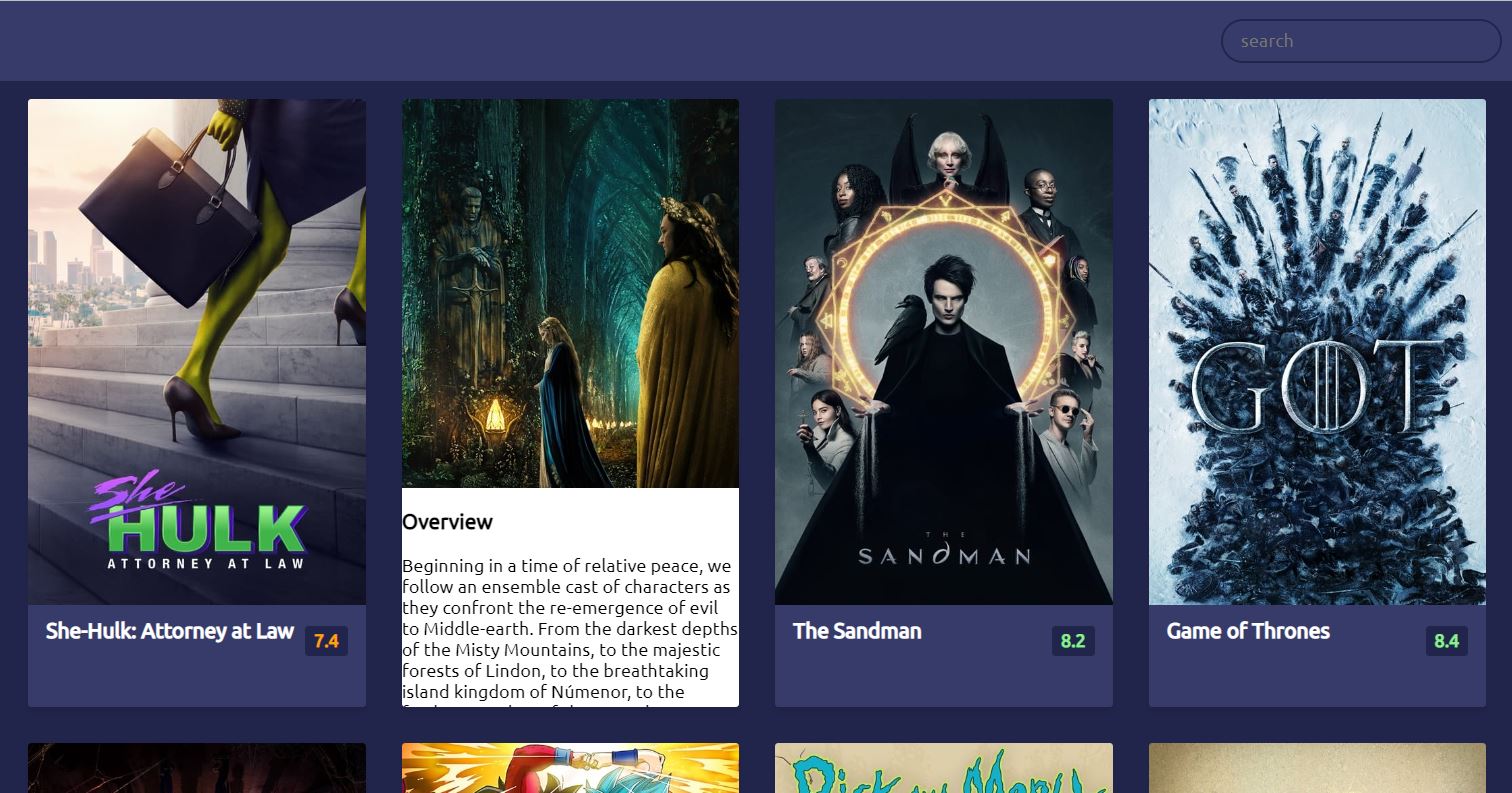 search
She
HULK
ATTORNEY AT LAW
She-Hulk: Attorney at Law
7.4
Overview
Beginning in a time of relative peace, we
follow an ensemble cast of characters as
they confront the re-emergence of evil
to Middle-earth. From the darkest depths
of the Misty Mountains, to the majestic
forests of Lindon, to the breathtaking
island kingdom of Númenor, to the
THE
SANDMAN
The Sandman
8.2
GOT
Game of Thrones
8.4
Rick and Morty